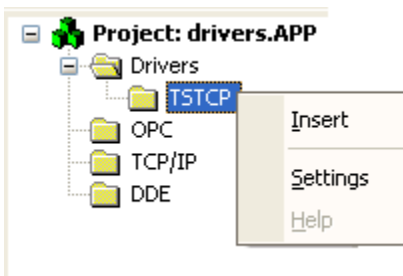 Project: drivers.APP
Drivers
TSTCP
Insert
OPC
TCP/IP
Settings
DDE
Help